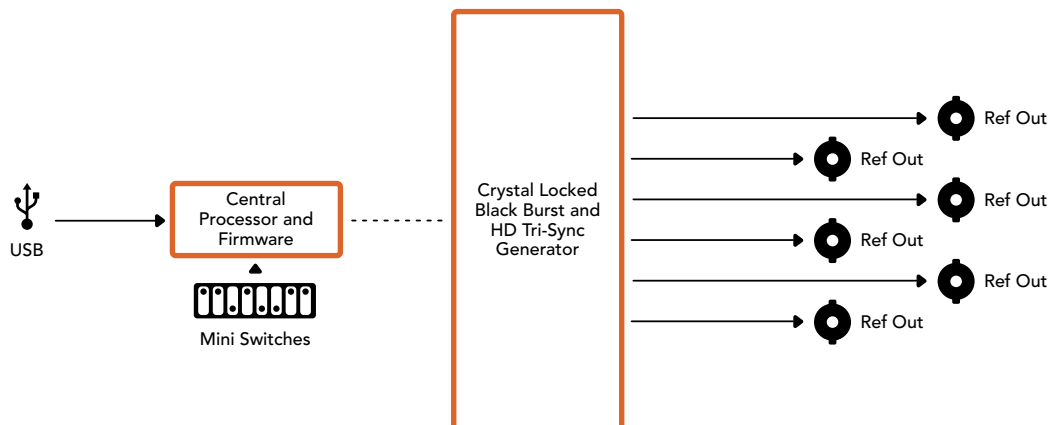 USB
Central
Processor and
Firmware
Mini Switches
Crystal Locked
Black Burst and
HD Tri-Sync
Generator
Ref Out
Ref Out
Ref Out
Ref Out
Ref Out
Ref Out